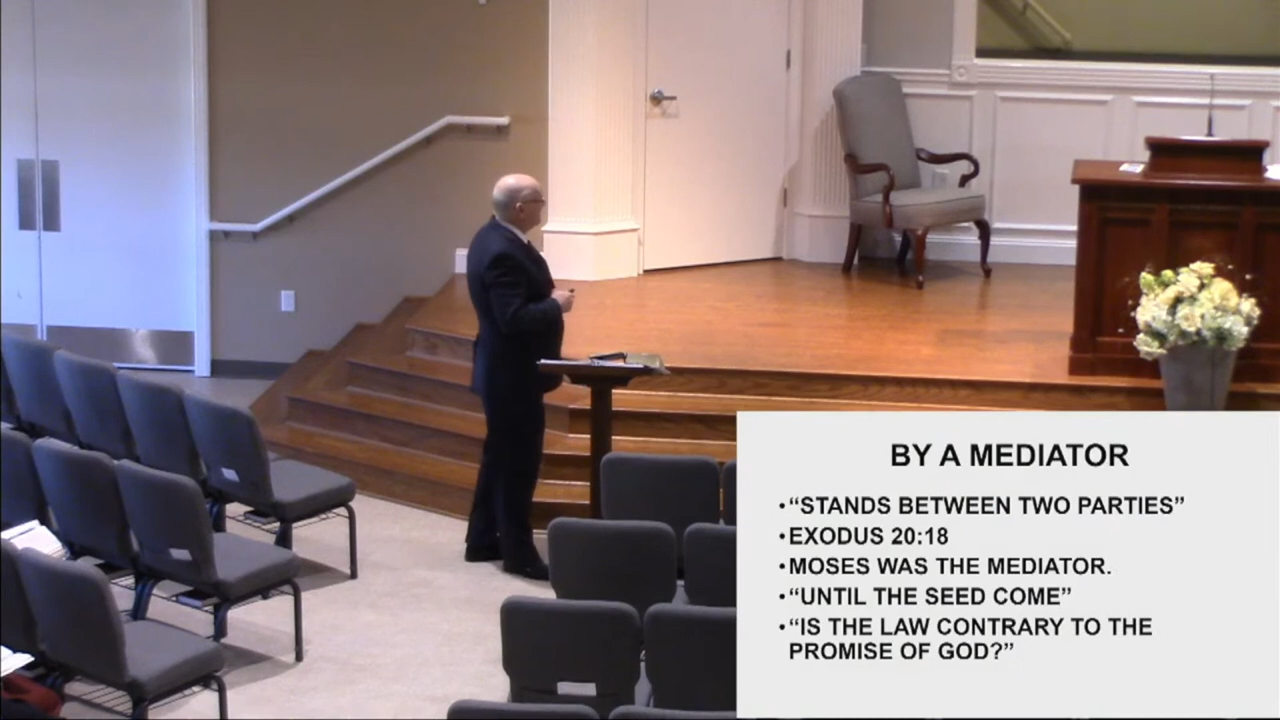 BY A MEDIATOR
•“STANDS BETWEEN TWO PARTIES”
•EXODUS 20:18
•MOSES WAS THE MEDIATOR.
•“UNTIL THE SEED COME”
•“IS THE LAW CONTRARY TO THE
PROMISE OF GOD?”